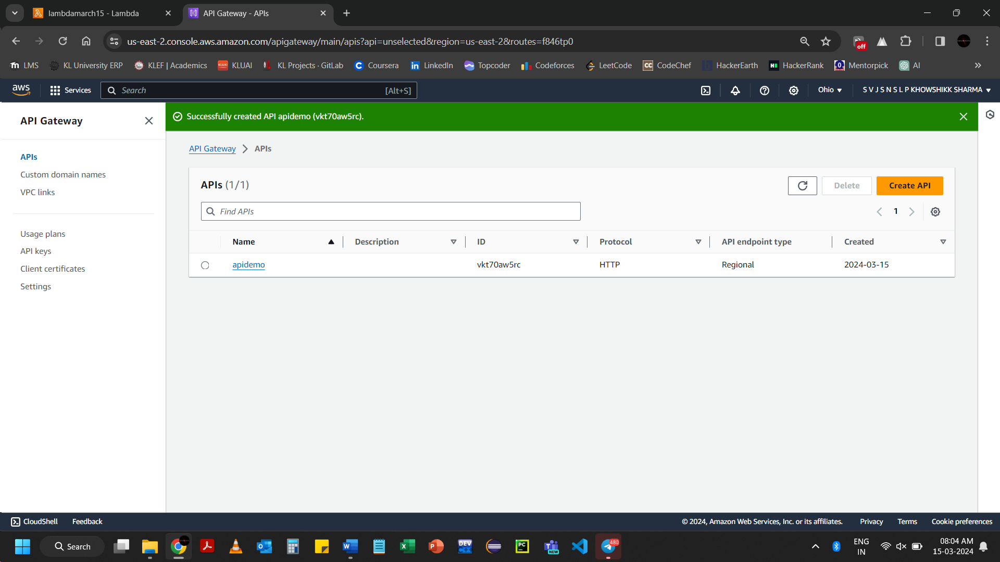 lambdamarch15 - Lambda
API Gateway - APIs
us-east-2.console.aws.amazon.com/apigateway/main/apis?api=unselected&region=us-east-2&routes=f846tp0
off
LMS
KL University ERP
KLEF | Academics
KLUAI
KL Projects · GitLab
Coursera
LinkedIn
Topcoder
Codeforces
LeetCode
CodeChef
HackerEarth
HackerRank
Mentorpick
AI
aws
Services
Search
[Alt+S]
Ohio
S V J S N S L P KHOWSHIKK SHARMA
API Gateway
APIs
Custom domain names
VPC links
Usage plans
API keys
Client certificates
Settings
Successfully created API apidemo (vkt70aw5rc).
API Gateway
APIs
APIs (1/1)
Delete
Create API
Find APIs
1
Name Description ID Protocol API endpoint type Created
apidemo vkt70aw5rc HTTP Regional 2024-03-15
CloudShell
Feedback
© 2024, Amazon Web Services, Inc. or its affiliates.
Privacy
Terms
Cookie preferences
Search
480
ENG
IN
08:04 AM
15-03-2024